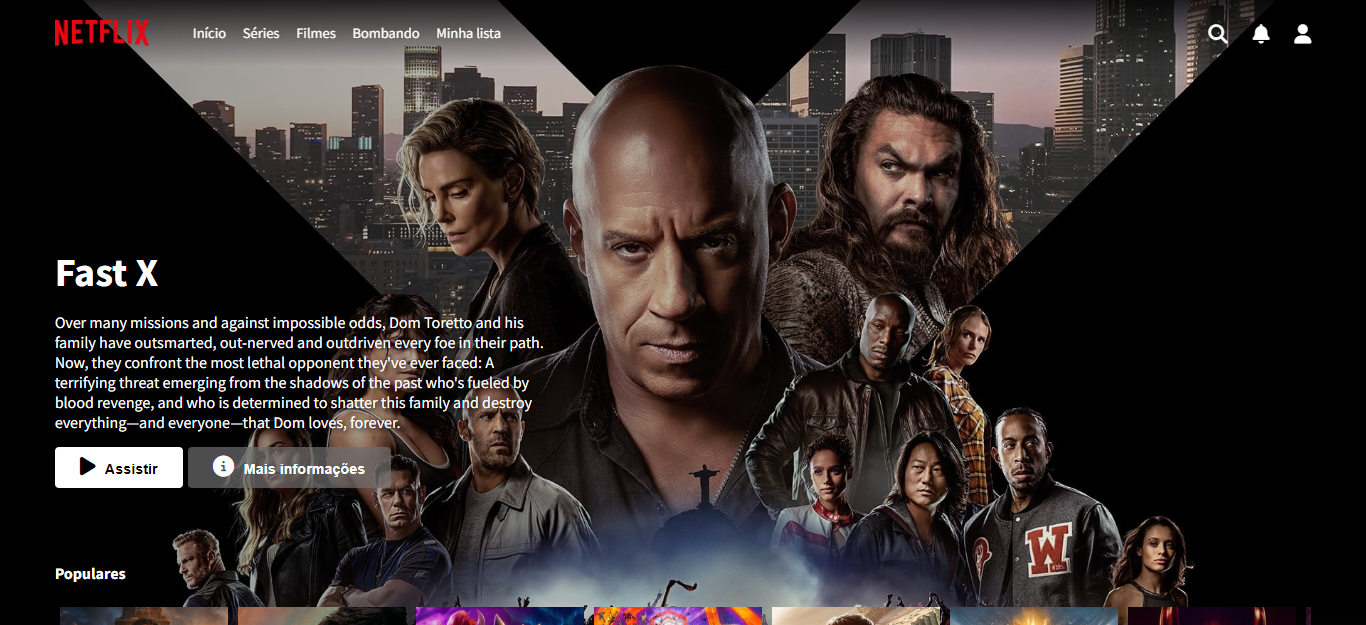 NETFLIX
Início Séries Filmes Bombando Minha lista
Fast X
Over many missions and against impossible odds, Dom Toretto and his
family have outsmarted, out-nerved and outdriven every foe in their path.
Now, they confront the most lethal opponent they've ever faced: A
terrifying threat emerging from the shadows of the past who's fueled by
blood revenge, and who is determined to shatter this family and destroy
everything—and everyone—that Dom loves, forever.
Assistir
Mais informações
W
Populares